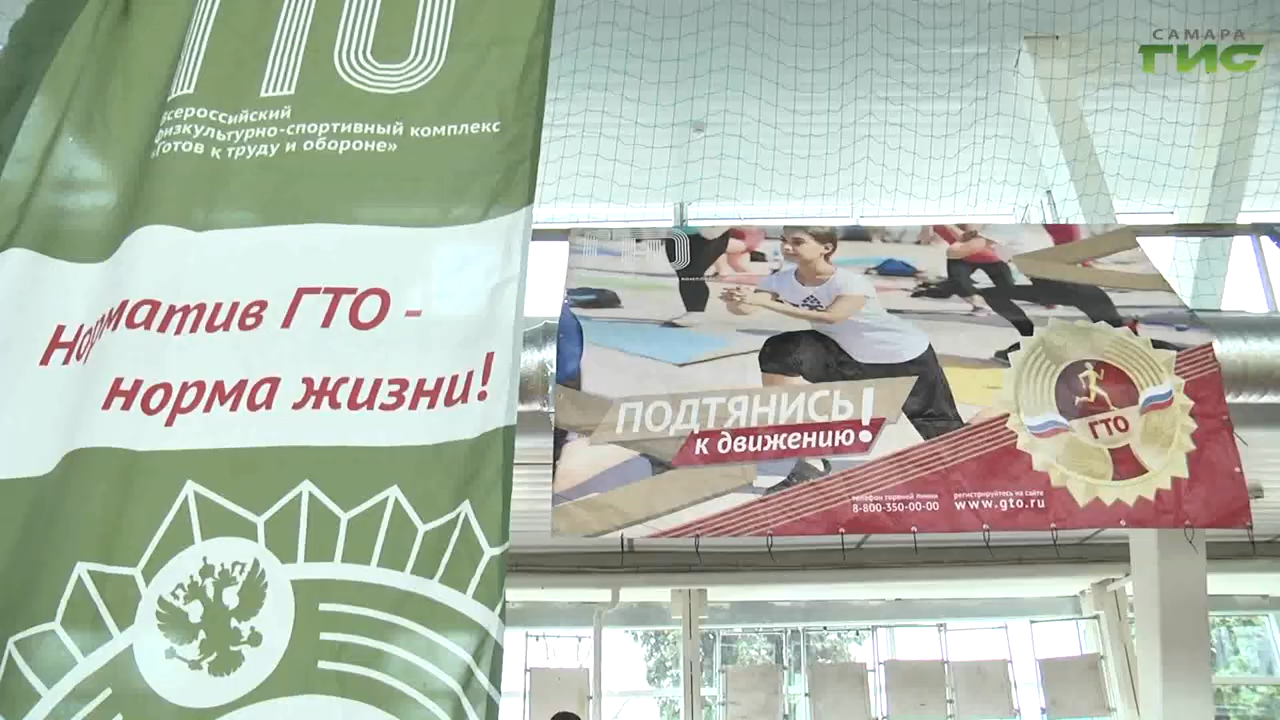 ГТО
Всероссийский
физкультурно-спортивный комплекс
«Готов к труду и обороне»
Норматив ГТО -
норма жизни!
САМАРА
ГИС
ГТО
ПОДТЯНИСЬ
к движению!
ГТО
телефон горячей линии
8-800-350-00-00
регистрируйтесь на сайте
www.gto.ru